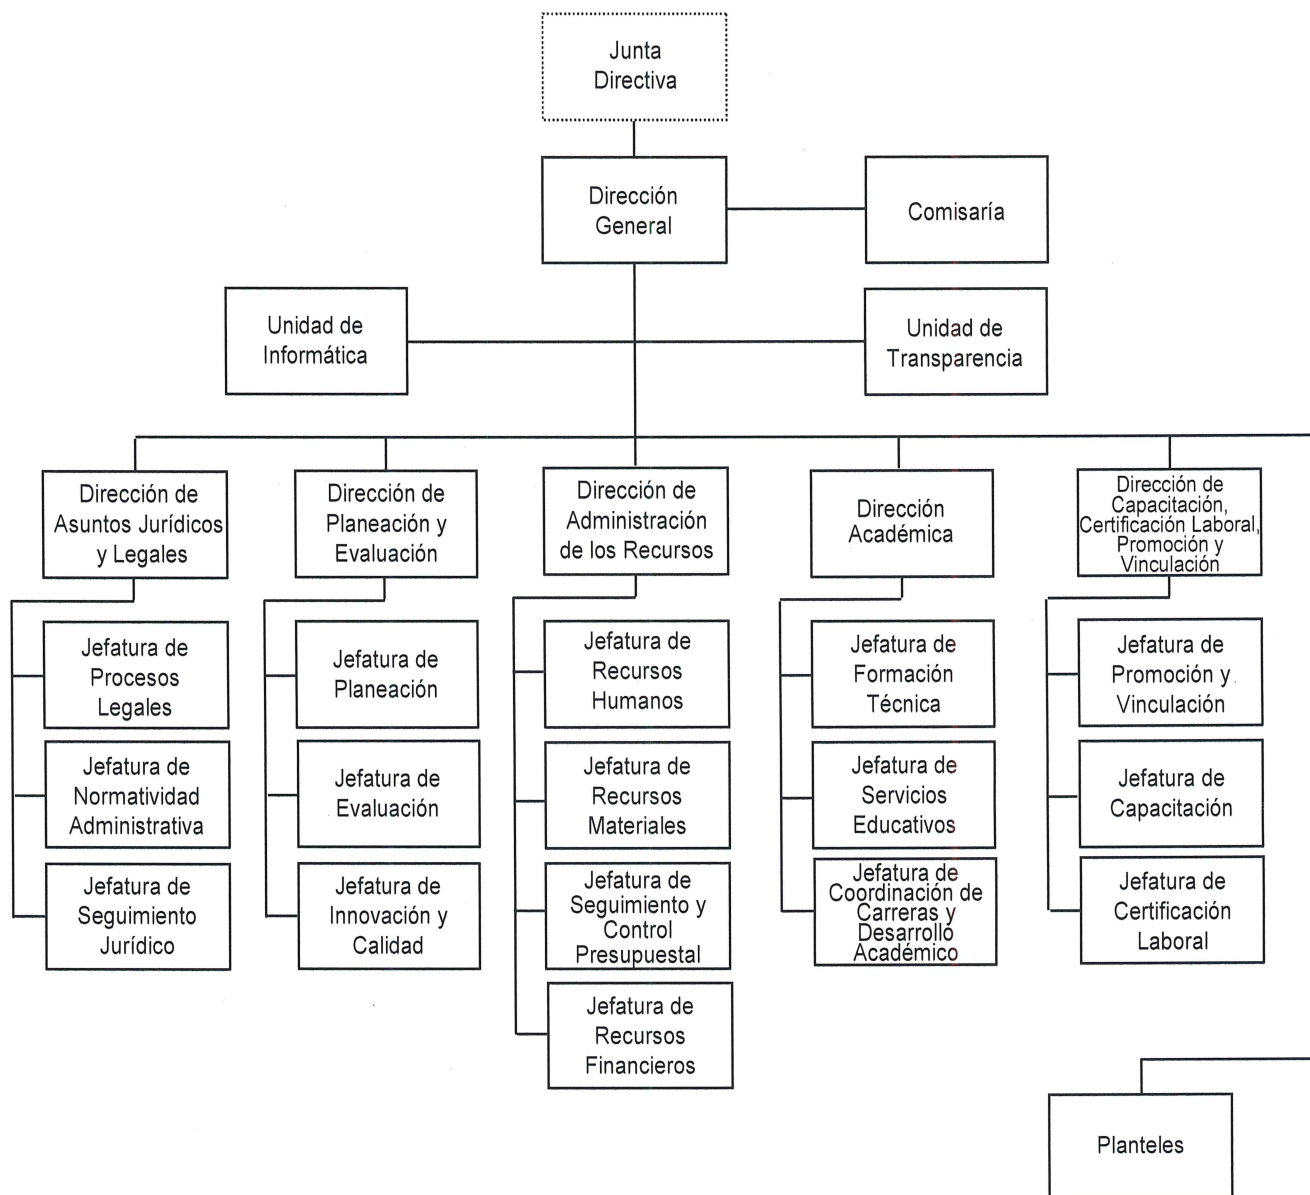 Junta
Directiva
Dirección
General
Comisaría
Unidad de
Informática
Unidad de
Transparencia
Dirección de
Asuntos Jurídicos
y Legales
Dirección de
Planeación y
Evaluación
Dirección de
Administración
de los Recursos
Dirección
Académica
Dirección de
Capacitación,
Certificación Laboral,
Promoción y
Vinculación
Jefatura de
Procesos
Legales
Jefatura de
Planeación
Jefatura de
Recursos
Humanos
Jefatura de
Formación
Técnica
Jefatura de
Promoción y
Vinculación
Jefatura de
Normatividad
Administrativa
Jefatura de
Evaluación
Jefatura de
Recursos
Materiales
Jefatura de
Servicios
Educativos
Jefatura de
Capacitación
Jefatura de
Seguimiento
Jurídico
Jefatura de
Innovación y
Calidad
Jefatura de
Seguimiento y
Control
Presupuestal
Jefatura de
Coordinación de
Carreras y
Desarrollo
Académico
Jefatura de
Certificación
Laboral
Jefatura de
Recursos
Financieros
Planteles